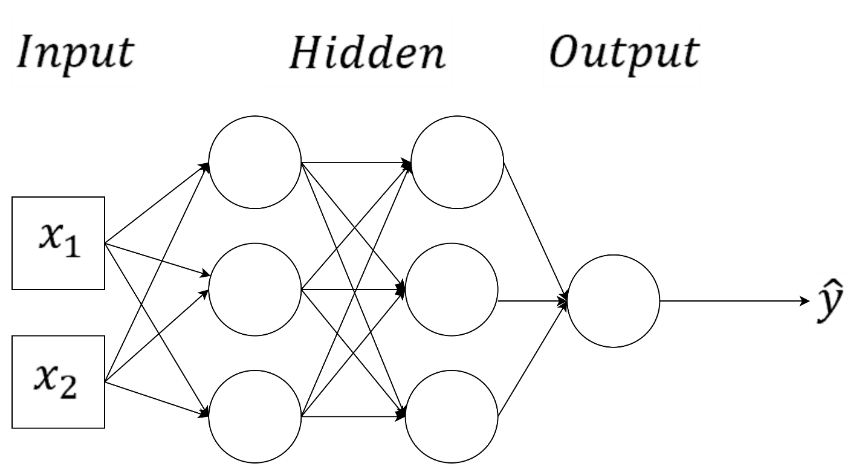 Input Hidden Output
x₁
x₂
ŷ